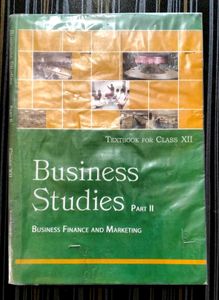 TEXTBOOK FOR CLASS XII
Business
Studies PART II
BUSINESS FINANCE AND MARKETING